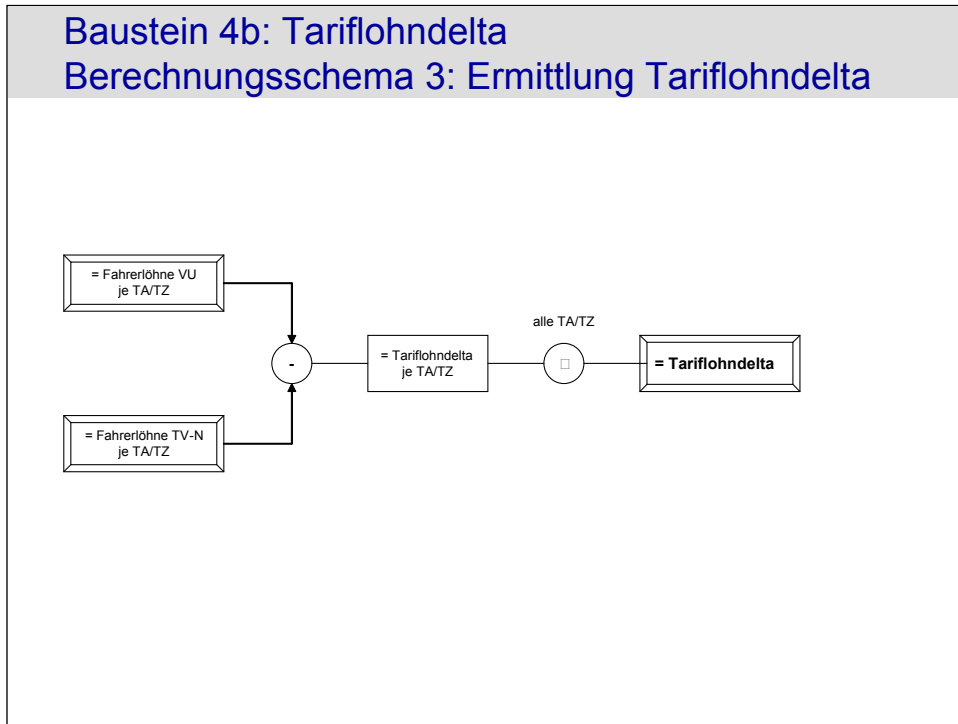 Baustein 4b: Tariflohndelta
Berechnungsschema 3: Ermittlung Tariflohndelta
= Fahrerlöhne VU
je TA/TZ
alle TA/TZ
-
= Tariflohndelta
je TA/TZ
= Tariflohndelta
= Fahrerlöhne TV-N
je TA/TZ